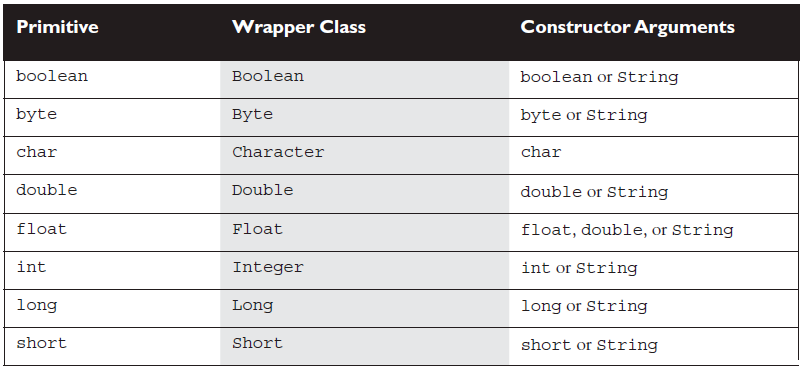 Primitive Wrapper Class Constructor Arguments
boolean Boolean boolean or String
byte Byte byte or String
char Character char
double Double double or String
float Float float, double, or String
int Integer int or String
long Long long or String
short Short short or String